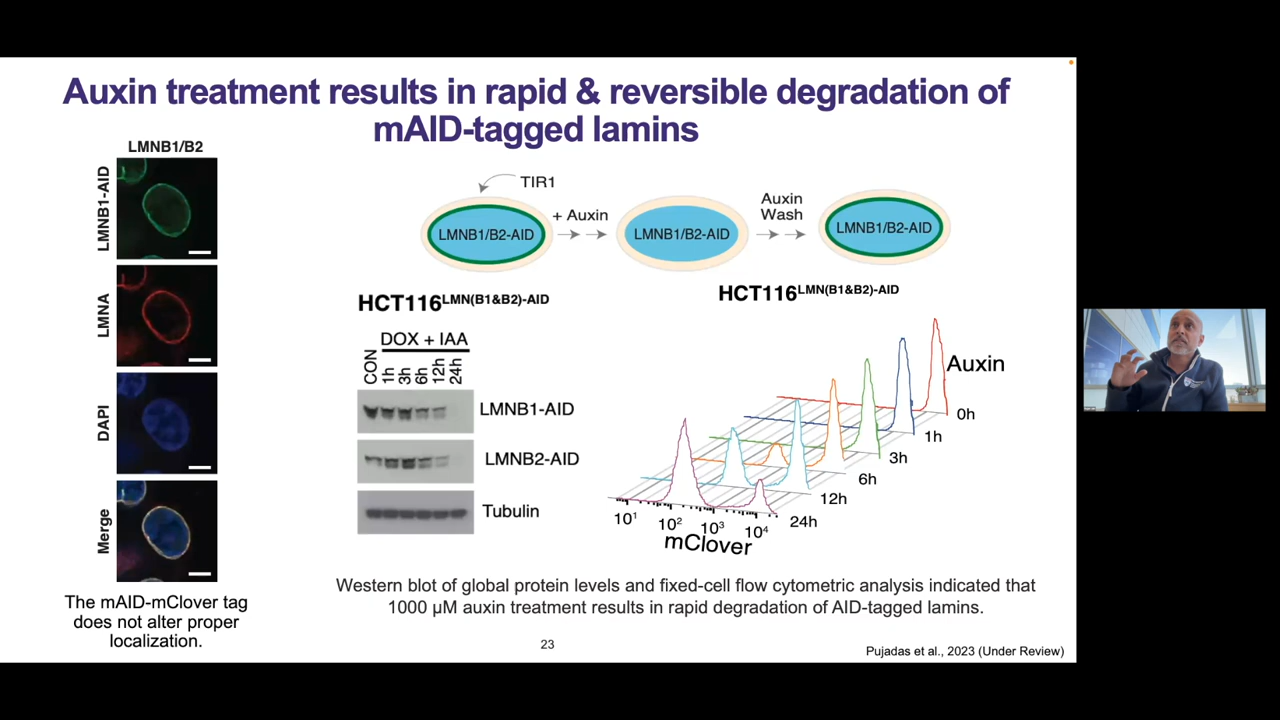 Auxin treatment results in rapid & reversible degradation of
mAID-tagged lamins
LMNB1/B2
LMNB1-AID
LMNA
DAPI
Merge
The mAID-mClover tag
does not alter proper
localization.
TIR1
LMNB1/B2-AID
+ Auxin
LMNB1/B2-AID
Auxin
Wash
LMNB1/B2-AID
HCT116LMN(B1&B2)-AID
DOX + IAA
CON 1h 3h 6h 12h 24h
LMNB1-AID
LMNB2-AID
Tubulin
HCT116LMN(B1&B2)-AID
Auxin
0h
1h
3h
6h
12h
24h
10¹ 10² 10³ 10⁴
mClover
Western blot of global protein levels and fixed-cell flow cytometric analysis indicated that
1000 µM auxin treatment results in rapid degradation of AID-tagged lamins.
23
Pujadas et al., 2023 (Under Review)